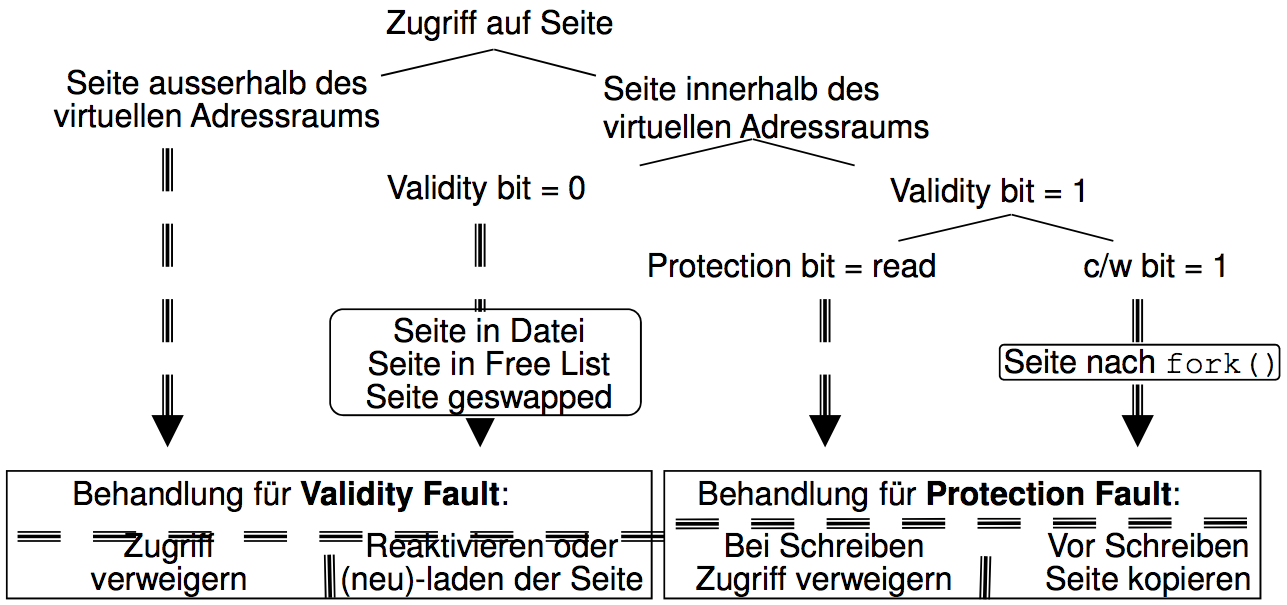 Zugriff auf Seite
Seite ausserhalb des
virtuellen Adressraums
Seite innerhalb des
virtuellen Adressraums
Validity bit = 0
Validity bit = 1
Protection bit = read
c/w bit = 1
Seite in Datei
Seite in Free List
Seite geswapped
Seite nach fork()
Behandlung für Validity Fault:
Zugriff
verweigern
Reaktivieren oder
(neu)-laden der Seite
Behandlung für Protection Fault:
Bei Schreiben
Zugriff verweigern
Vor Schreiben
Seite kopieren